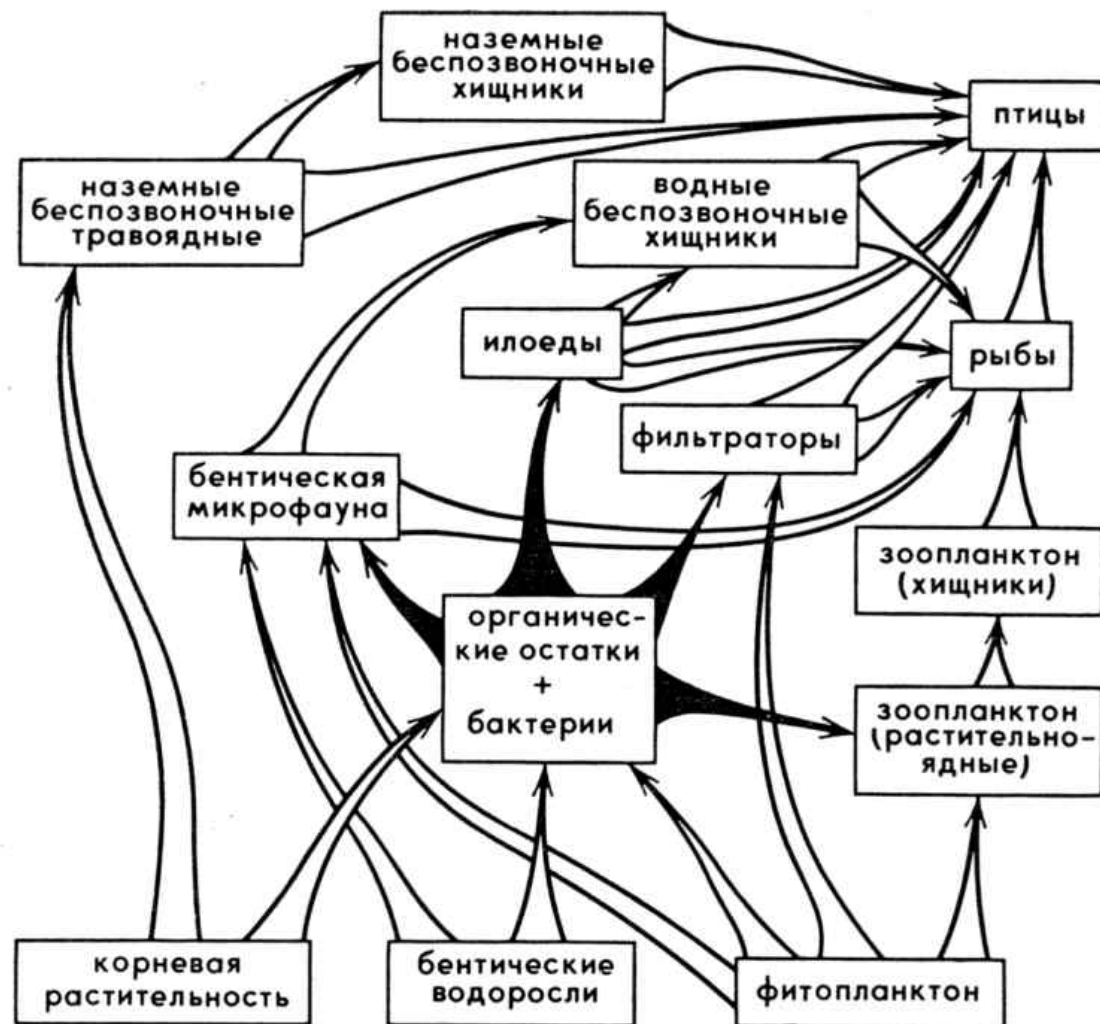 наземные
беспозвоночные
хищники
птицы
наземные
беспозвоночные
травоядные
водные
беспозвоночные
хищники
илоеды
рыбы
фильтраторы
бентическая
микрофауна
зоопланктон
(хищники)
органичес-
кие остатки
+
бактерии
зоопланктон
(растительно-
ядные)
корневая
растительность
бентические
водоросли
фитопланктон